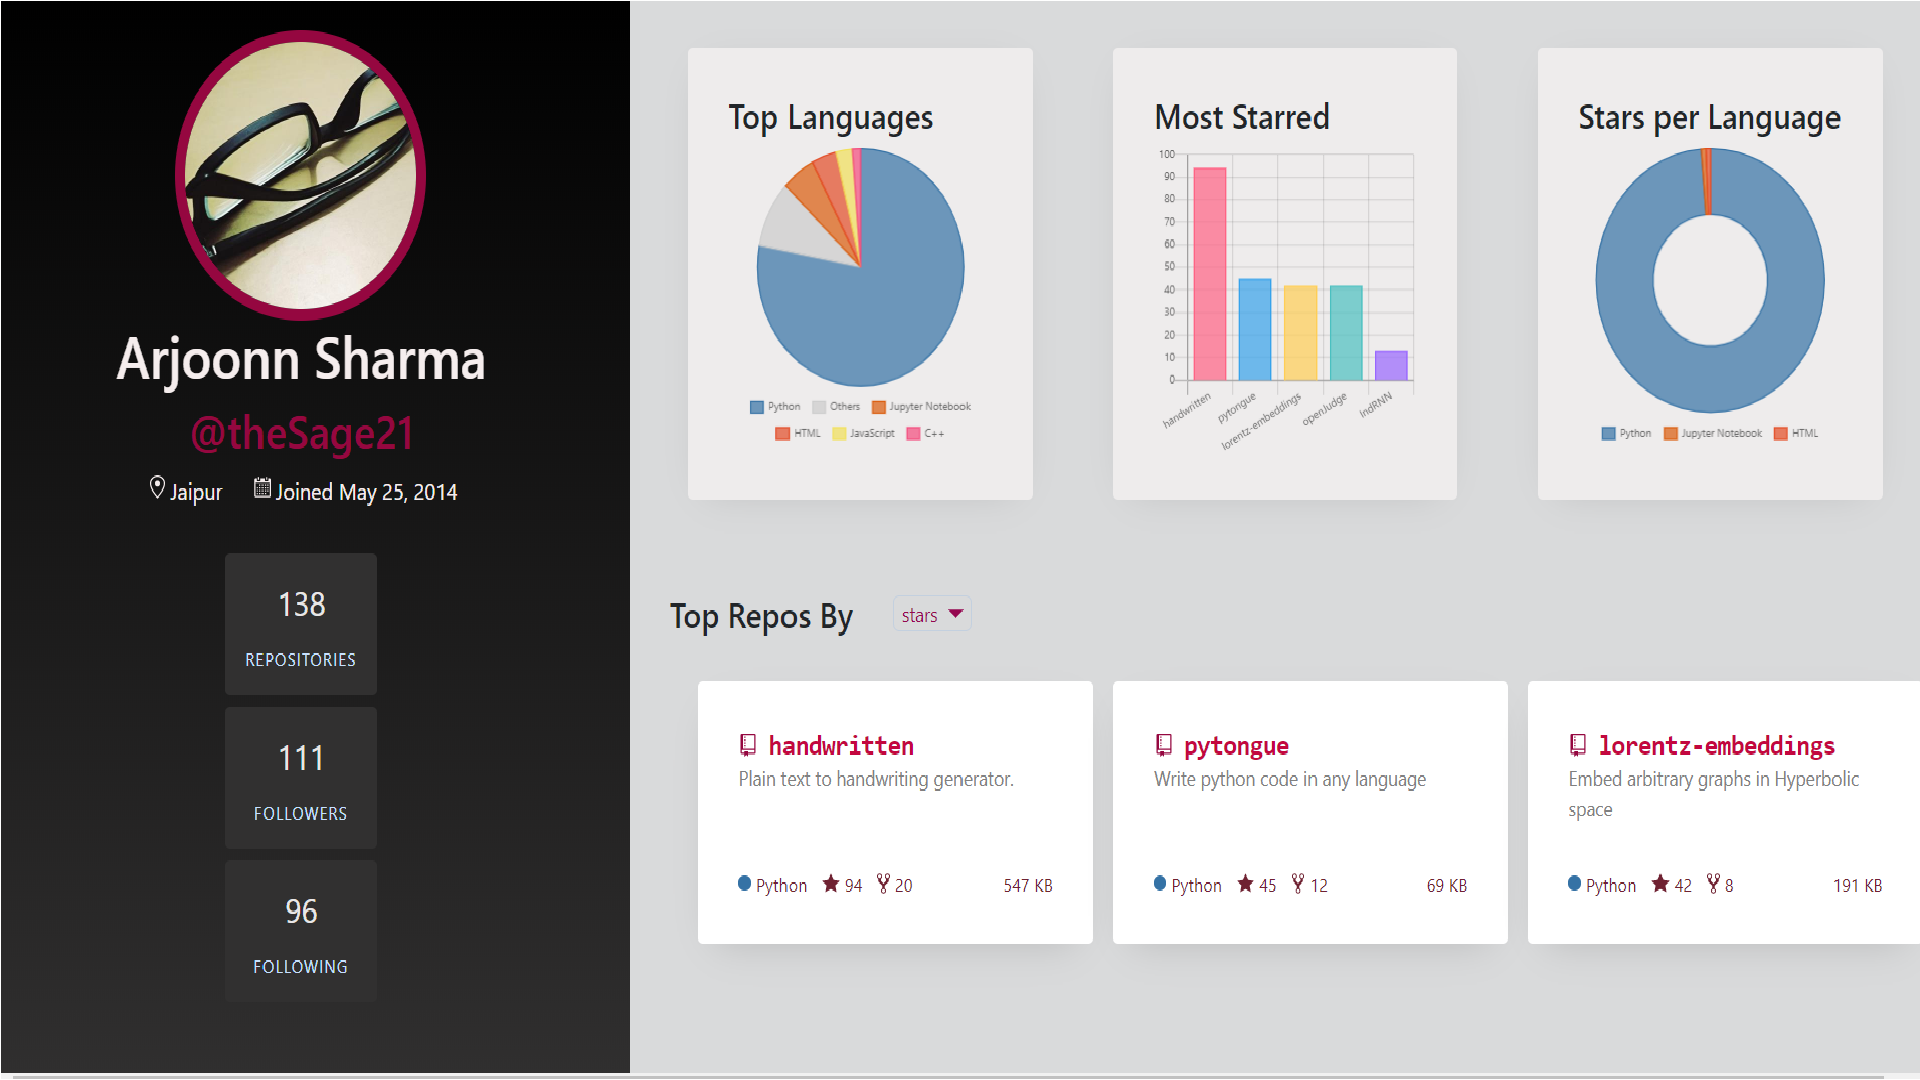 Arjoonn Sharma
@theSage21
Jaipur Joined May 25, 2014
138
REPOSITORIES
111
FOLLOWERS
96
FOLLOWING
Top Languages
Python Others Jupyter Notebook
HTML JavaScript C++
Most Starred
100
90
80
70
60
50
40
30
20
10
0
handwritten
pytongue
lorentz-embeddings
openJudge
IndRNN
Stars per Language
Python Jupyter Notebook HTML
Top Repos By stars
handwritten
Plain text to handwriting generator.
Python 94 20 547 KB
pytongue
Write python code in any language
Python 45 12 69 KB
lorentz-embeddings
Embed arbitrary graphs in Hyperbolic
space
Python 42 8 191 KB